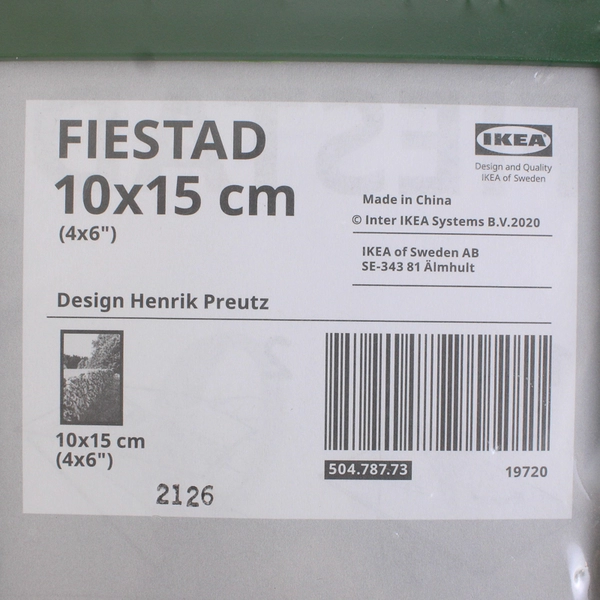 FIESTAD
10x15 cm
(4x6")
IKEA
Design and Quality
IKEA of Sweden
Made in China
© Inter IKEA Systems B.V.2020
IKEA of Sweden AB
SE-343 81 Älmhult
Design Henrik Preutz
10x15 cm
(4x6")
2126
504.787.73
19720